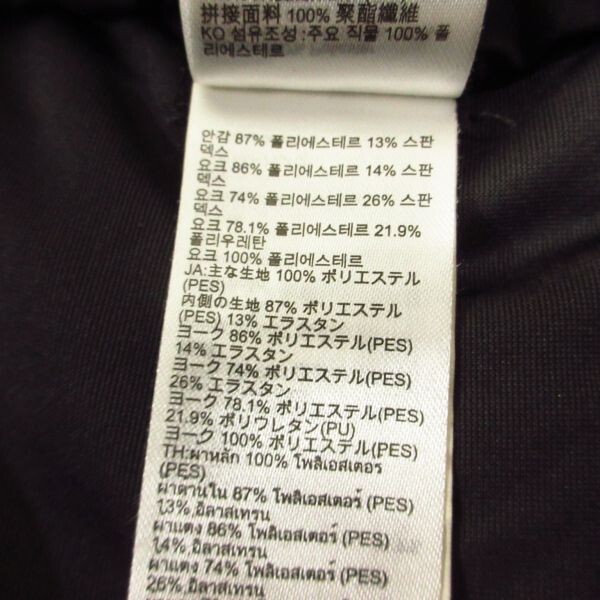 拼接面料 100% 聚酯纖維
KO 섬유조성:주요 직물 100% 폴
리에스테르
안감 87% 폴리에스테르 13% 스판
덱스
요크 86% 폴리에스테르 14% 스판
덱스
요크 74% 폴리에스테르 26% 스판
덱스
요크 78.1% 폴리에스테르 21.9%
폴리우레탄
요크 100% 폴리에스테르
JA:主な生地 100% ポリエステル
(PES)
内側の生地 87% ポリエステル
(PES) 13% エラスタン
ヨーク 86% ポリエステル(PES)
14% エラスタン
ヨーク 74% ポリエステル(PES)
26% エラスタン
ヨーク 78.1% ポリエステル(PES)
21.9% ポリウレタン(PU)
ヨーク 100% ポリエステル(PES)
TH:ผ้าหลัก 100% โพลิเอสเตอร์
(PES)
ผ้าด้านใน 87% โพลิเอสเตอร์ (PES)
13% อิลาสเทรน
ผ้าแตง 86% โพลิเอสเตอร์ (PES)
14% อิลาสเทรน
ผ้าแตง 74% โพลิเอสเตอร์ (PES)
26% อิลาสเทรน